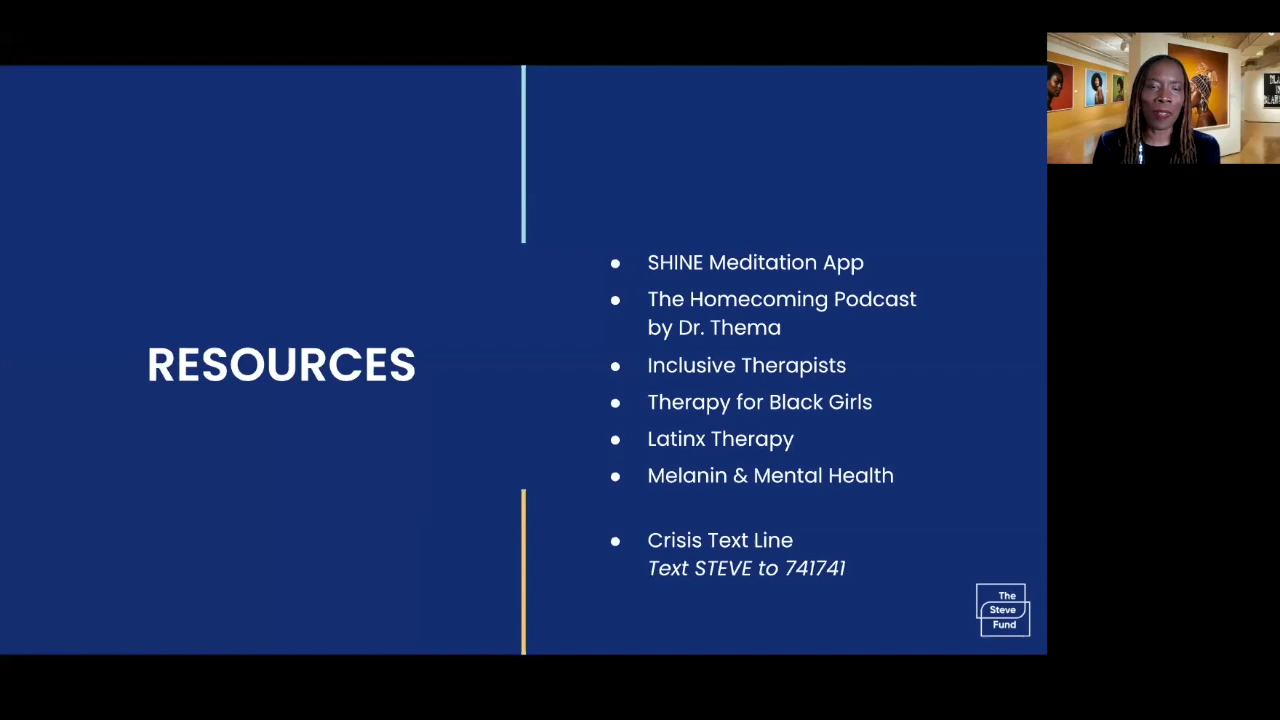 RESOURCES
SHINE Meditation App
The Homecoming Podcast
by Dr. Thema
Inclusive Therapists
Therapy for Black Girls
Latinx Therapy
Melanin & Mental Health
Crisis Text Line
Text STEVE to 741741
The
Steve
Fund